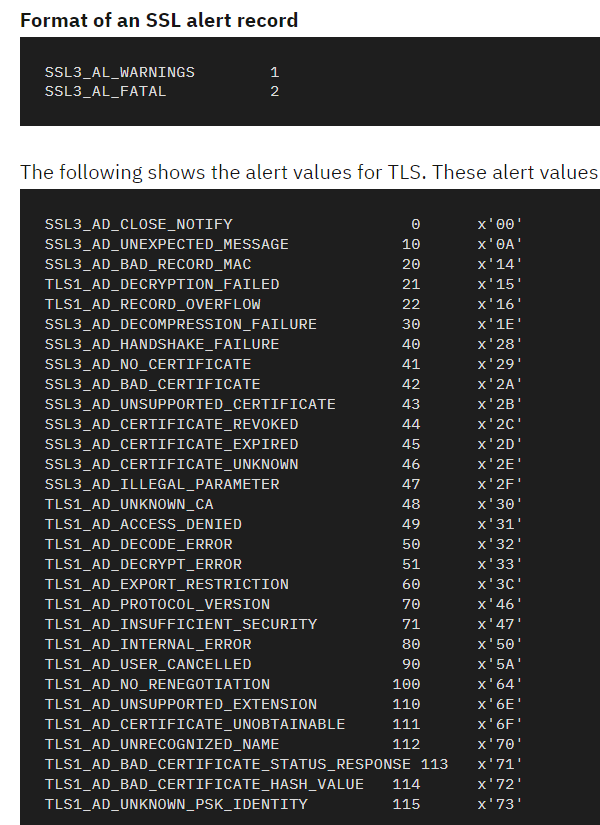 Format of an SSL alert record
SSL3_AL_WARNINGS 1
SSL3_AL_FATAL 2
The following shows the alert values for TLS. These alert values
SSL3_AD_CLOSE_NOTIFY 0 x'00'
SSL3_AD_UNEXPECTED_MESSAGE 10 x'0A'
SSL3_AD_BAD_RECORD_MAC 20 x'14'
TLS1_AD_DECRYPTION_FAILED 21 x'15'
TLS1_AD_RECORD_OVERFLOW 22 x'16'
SSL3_AD_DECOMPRESSION_FAILURE 30 x'1E'
SSL3_AD_HANDSHAKE_FAILURE 40 x'28'
SSL3_AD_NO_CERTIFICATE 41 x'29'
SSL3_AD_BAD_CERTIFICATE 42 x'2A'
SSL3_AD_UNSUPPORTED_CERTIFICATE 43 x'2B'
SSL3_AD_CERTIFICATE_REVOKED 44 x'2C'
SSL3_AD_CERTIFICATE_EXPIRED 45 x'2D'
SSL3_AD_CERTIFICATE_UNKNOWN 46 x'2E'
SSL3_AD_ILLEGAL_PARAMETER 47 x'2F'
TLS1_AD_UNKNOWN_CA 48 x'30'
TLS1_AD_ACCESS_DENIED 49 x'31'
TLS1_AD_DECODE_ERROR 50 x'32'
TLS1_AD_DECRYPT_ERROR 51 x'33'
TLS1_AD_EXPORT_RESTRICTION 60 x'3C'
TLS1_AD_PROTOCOL_VERSION 70 x'46'
TLS1_AD_INSUFFICIENT_SECURITY 71 x'47'
TLS1_AD_INTERNAL_ERROR 80 x'50'
TLS1_AD_USER_CANCELLED 90 x'5A'
TLS1_AD_NO_RENEGOTIATION 100 x'64'
TLS1_AD_UNSUPPORTED_EXTENSION 110 x'6E'
TLS1_AD_CERTIFICATE_UNOBTAINABLE 111 x'6F'
TLS1_AD_UNRECOGNIZED_NAME 112 x'70'
TLS1_AD_BAD_CERTIFICATE_STATUS_RESPONSE 113 x'71'
TLS1_AD_BAD_CERTIFICATE_HASH_VALUE 114 x'72'
TLS1_AD_UNKNOWN_PSK_IDENTITY 115 x'73'